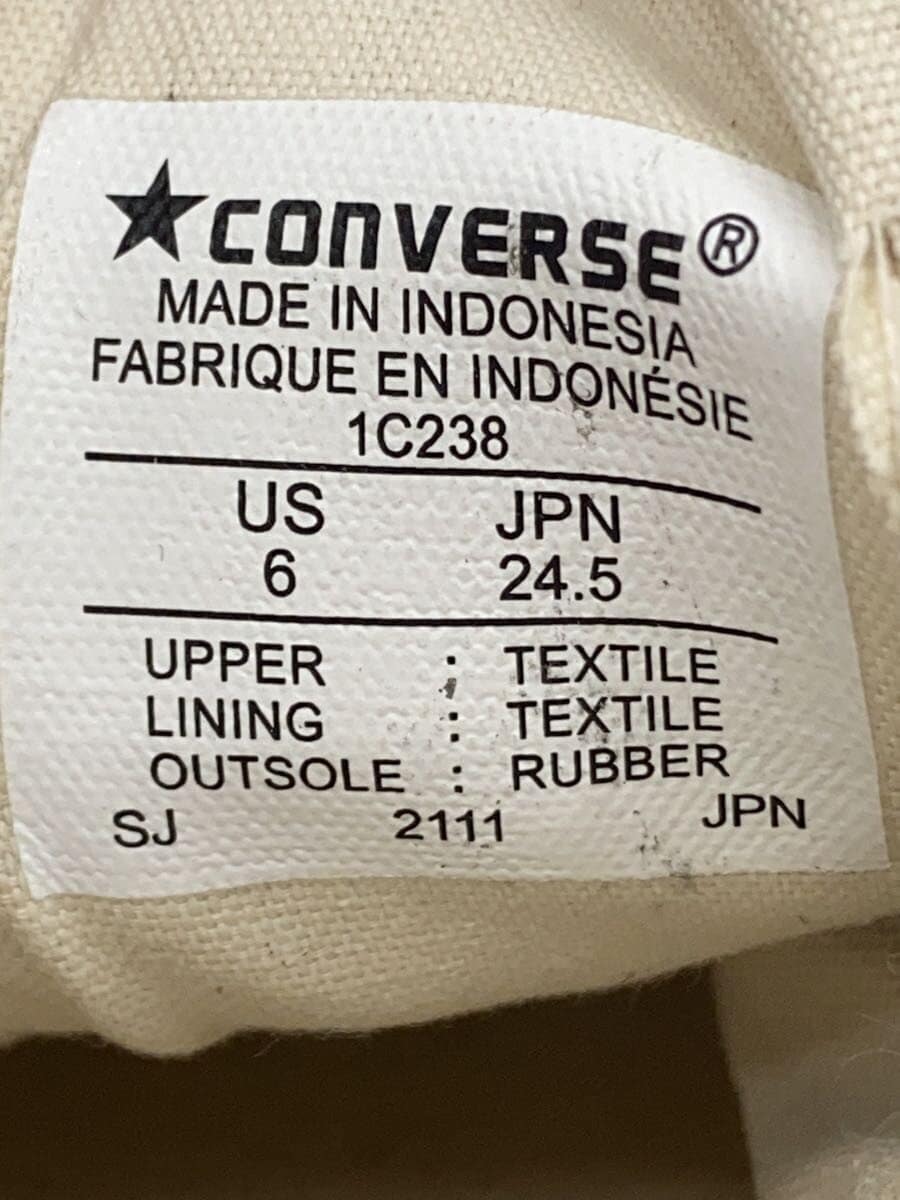 ★CONVERSE®
MADE IN INDONESIA
FABRIQUE EN INDONÉSIE
1C238
US JPN
6 24.5
UPPER : TEXTILE
LINING : TEXTILE
OUTSOLE : RUBBER
SJ 2111 JPN